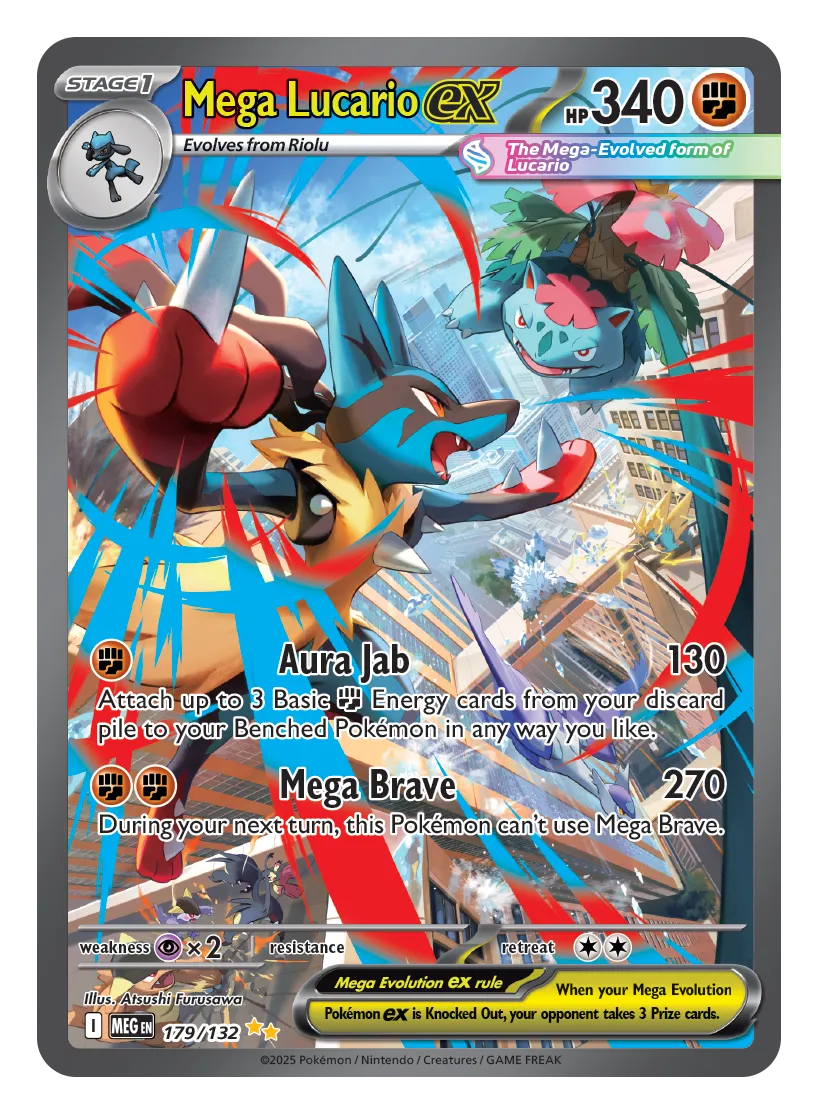 STAGE1
Mega Lucario ex
HP340
Evolves from Riolu
The Mega-Evolved form of
Lucario
Aura Jab 130
Attach up to 3 Basic Energy cards from your discard
pile to your Benched Pokémon in any way you like.
Mega Brave 270
During your next turn, this Pokémon can't use Mega Brave.
weakness ×2 resistance retreat
Mega Evolution ex rule
When your Mega Evolution
Pokémon ex is Knocked Out, your opponent takes 3 Prize cards.
Illus. Atsushi Furusawa
I MEG EN 179/132
©2025 Pokémon / Nintendo / Creatures / GAME FREAK